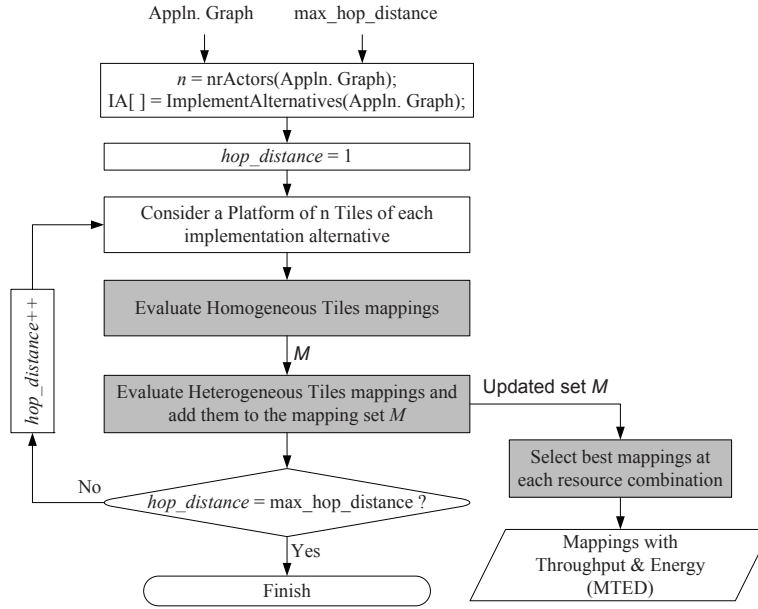 Appln. Graph
max_hop_distance
n = nrActors(Appln. Graph);
IA[ ] = ImplementAlternatives(Appln. Graph);
hop_distance = 1
Consider a Platform of n Tiles of each
implementation alternative
Evaluate Homogeneous Tiles mappings
hop_distance++
M
Evaluate Heterogeneous Tiles mappings and
add them to the mapping set M
Updated set M
Select best mappings at
each resource combination
No
hop_distance = max_hop_distance ?
Yes
Mappings with
Throughput & Energy
(MTED)
Finish